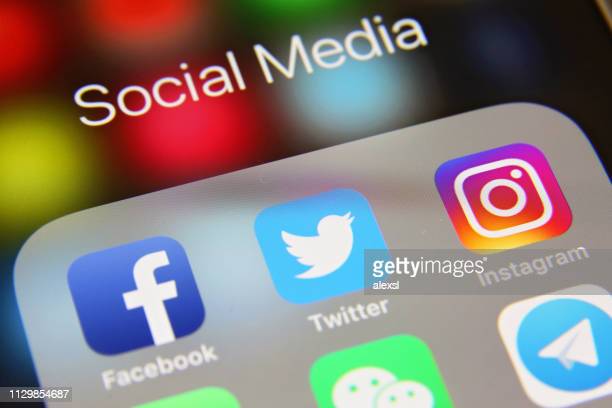 Social Media
Facebook
Twitter
Instagram
gettyimages
alexsl
1129854687